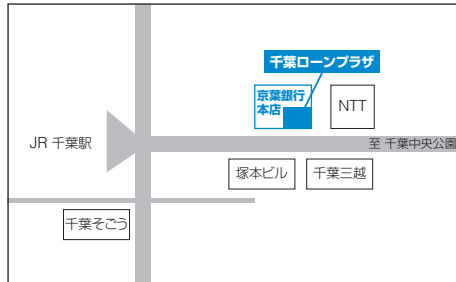 千葉ローンプラザ
京葉銀行
本店
NTT
JR 千葉駅
至 千葉中央公園
塚本ビル
千葉三越
千葉そごう